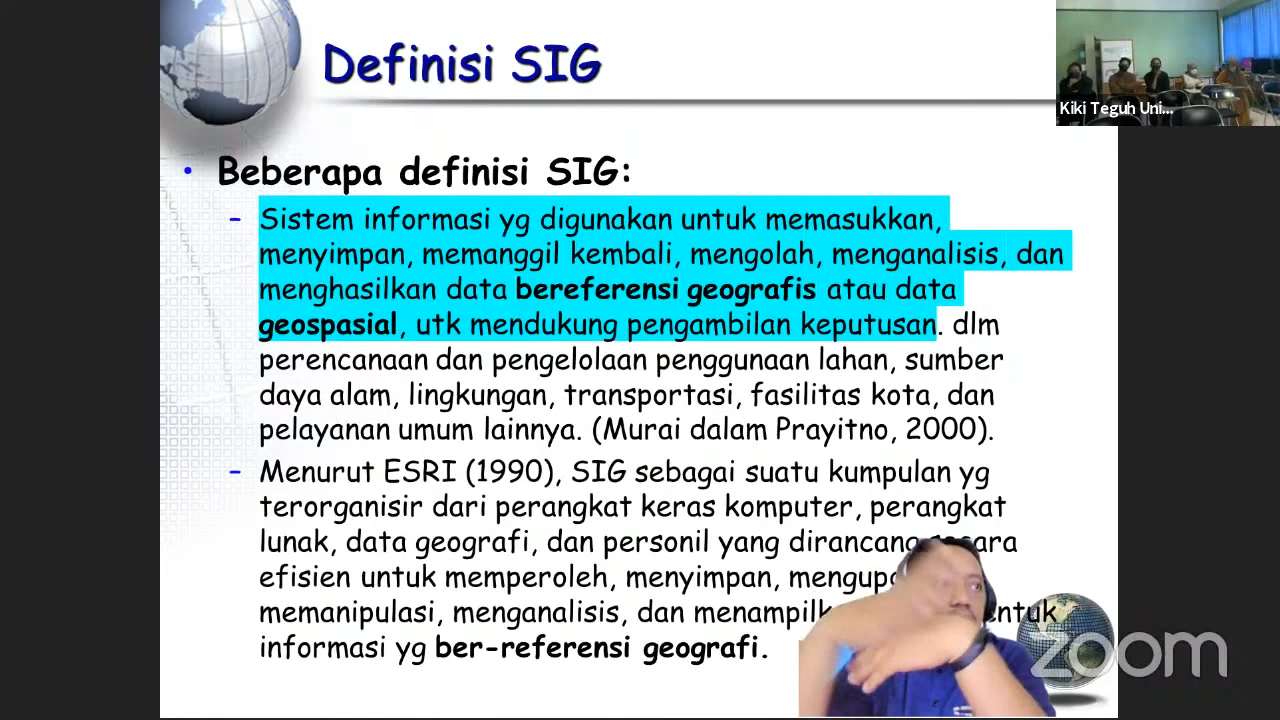 Definisi SIG
Kiki Teguh Uni...
• Beberapa definisi SIG:
– Sistem informasi yg digunakan untuk memasukkan,
menyimpan, memanggil kembali, mengolah, menganalisis, dan
menghasilkan data bereferensi geografis atau data
geospasial, utk mendukung pengambilan keputusan. dlm
perencanaan dan pengelolaan penggunaan lahan, sumber
daya alam, lingkungan, transportasi, fasilitas kota, dan
pelayanan umum lainnya. (Murai dalam Prayitno, 2000).
– Menurut ESRI (1990), SIG sebagai suatu kumpulan yg
terorganisir dari perangkat keras komputer, perangkat
lunak, data geografi, dan personil yang dirancang secara
efisien untuk memperoleh, menyimpan,
memanipulasi, menganalisis, dan
informasi yg ber-referensi geografi.
zoom